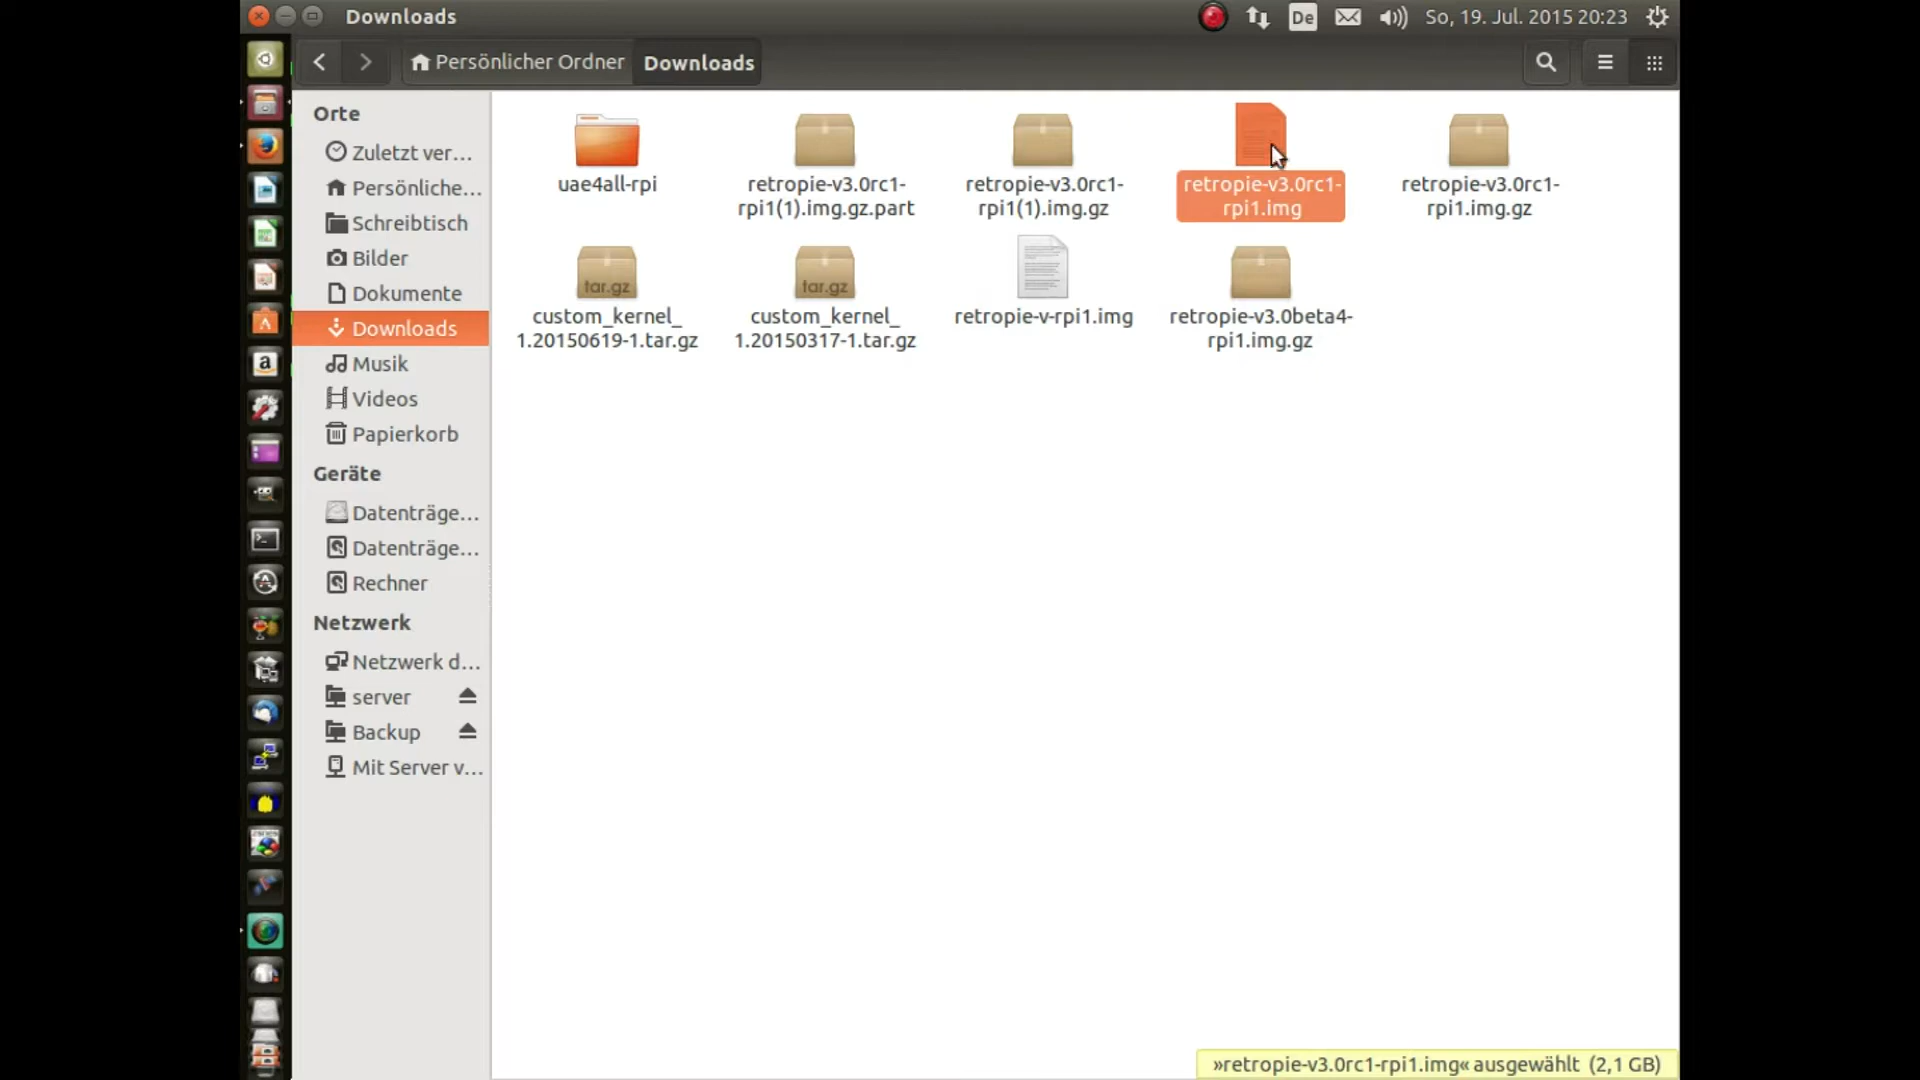 Downloads
De
So, 19. Jul. 2015 20:23
Persönlicher Ordner
Downloads
Orte
Zuletzt ver...
Persönliche...
Schreibtisch
Bilder
Dokumente
Downloads
Musik
Videos
Papierkorb
Geräte
Datenträge...
Datenträge...
Rechner
Netzwerk
Netzwerk d...
server
Backup
Mit Server v...
uae4all-rpi
retropie-v3.0rc1-
rpi1(1).img.gz.part
retropie-v3.0rc1-
rpi1(1).img.gz
retropie-v3.0rc1-
rpi1.img
retropie-v3.0rc1-
rpi1.img.gz
tar.gz
custom_kernel_
1.20150619-1.tar.gz
tar.gz
custom_kernel_
1.20150317-1.tar.gz
retropie-v-rpi1.img
retropie-v3.0beta4-
rpi1.img.gz
»retropie-v3.0rc1-rpi1.img« ausgewählt (2,1 GB)